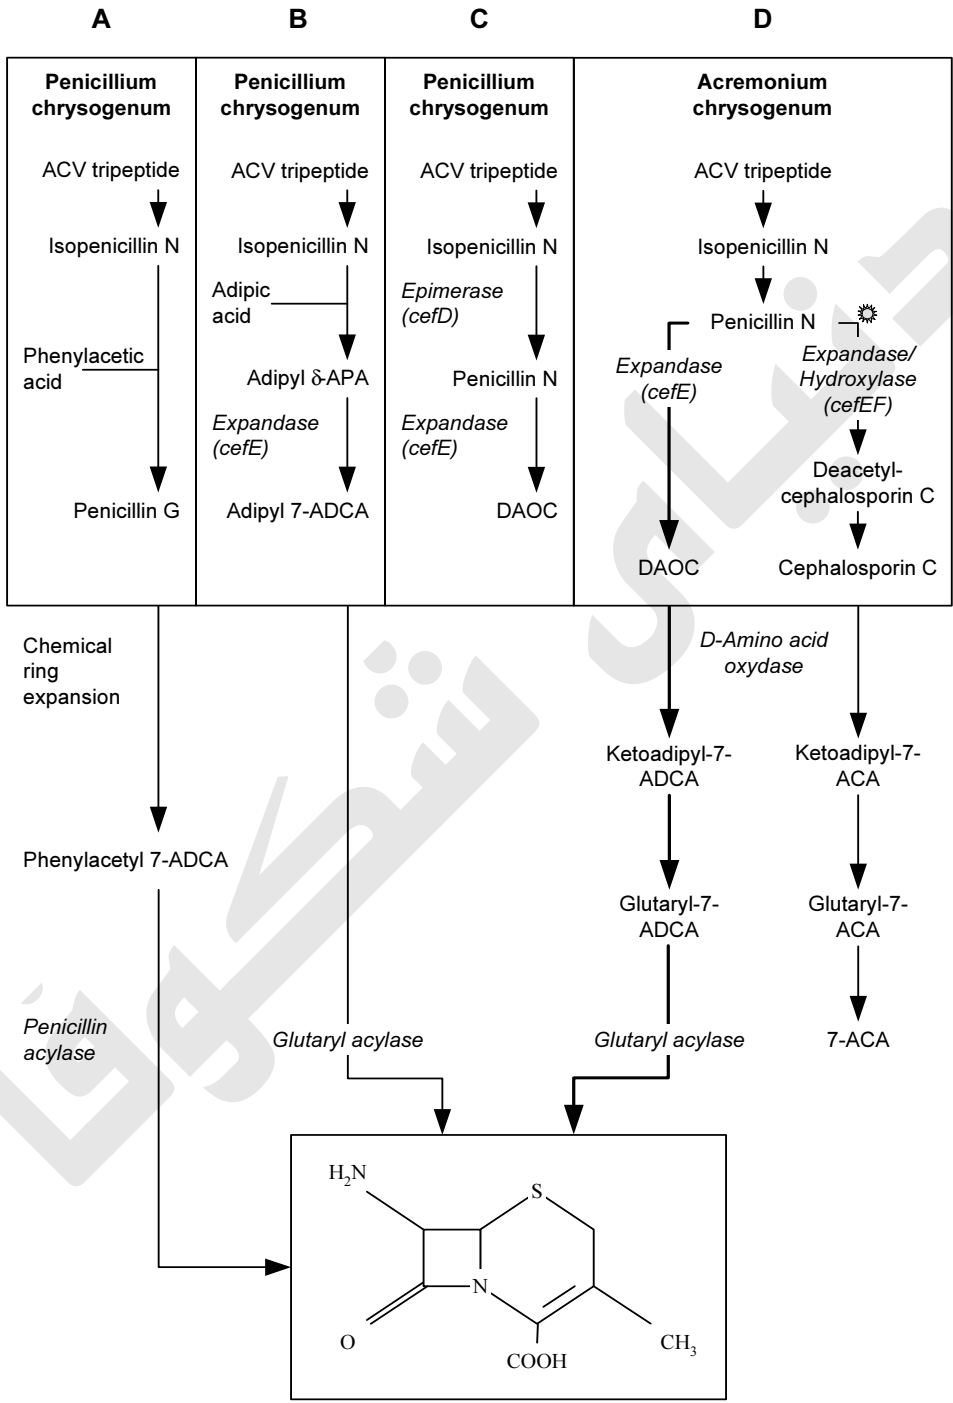 A
B
C
D
Penicillium
chrysogenum
ACV tripeptide
Isopenicillin N
Phenylacetic
acid
Penicillin G
Penicillium
chrysogenum
ACV tripeptide
Isopenicillin N
Adipic
acid
Adipyl δ-APA
Expandase
(cefE)
Adipyl 7-ADCA
Penicillium
chrysogenum
ACV tripeptide
Isopenicillin N
Epimerase
(cefD)
Penicillin N
Expandase
(cefE)
DAOC
Acremonium
chrysogenum
ACV tripeptide
Isopenicillin N
Penicillin N
Expandase
(cefE)
DAOC
Expandase/
Hydroxylase
(cefEF)
Deacetyl-
cephalosporin C
Cephalosporin C
Chemical
ring
expansion
Phenylacetyl 7-ADCA
Penicillin
acylase
Glutaryl acylase
D-Amino acid
oxydase
Ketoadipyl-7-
ADCA
Glutaryl-7-
ADCA
Glutaryl acylase
Ketoadipyl-7-
ACA
Glutaryl-7-
ACA
7-ACA
H₂N
S
N
O
COOH
CH₃